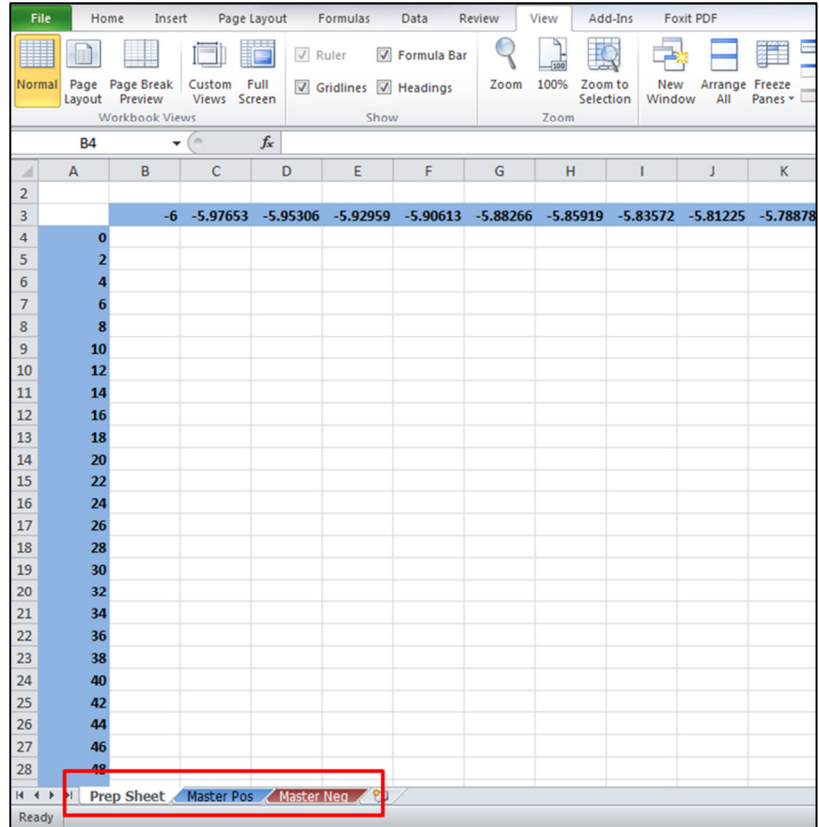 File Home Insert Page Layout Formulas Data Review View Add-Ins Foxit PDF
Ruler Formula Bar
Gridlines Headings
Normal Page Layout Page Break Preview Custom Views Full Screen Zoom 100% Zoom to Selection New Window Arrange All Freeze Panes
100
Workbook Views Show Zoom
B4 fx
A B C D E F G H I J K
2
3 -6 -5.97653 -5.95306 -5.92959 -5.90613 -5.88266 -5.85919 -5.83572 -5.81225 -5.78878
4 0
5 2
6 4
7 6
8 8
9 10
10 12
11 14
12 16
13 18
14 20
15 22
16 24
17 26
18 28
19 30
20 32
21 34
22 36
23 38
24 40
25 42
26 44
27 46
28 48
Prep Sheet Master Pos Master Neg
Ready